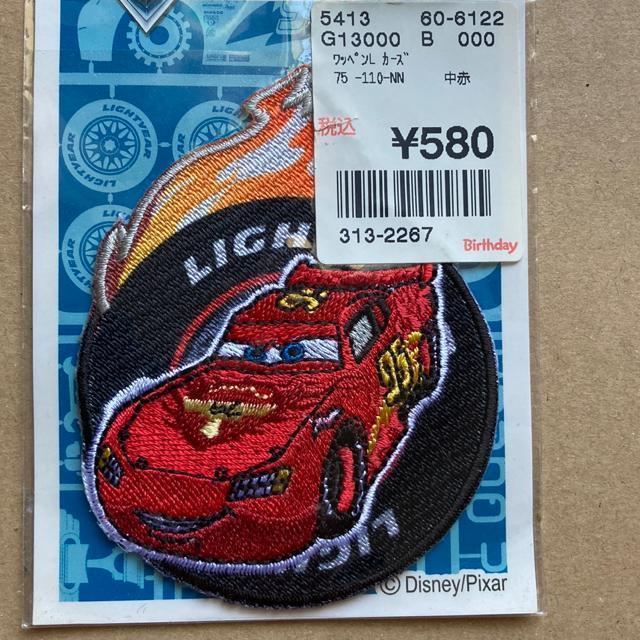 5413 60-6122
G13000 B 000
ワッペンL カーズ
75 -110-NN 中赤
税込
¥580
313-2267
Birthday
LIGHTYEAR
LIGHTYEAR
LIGHTYEAR
LIGH
95
© Disney/Pixar